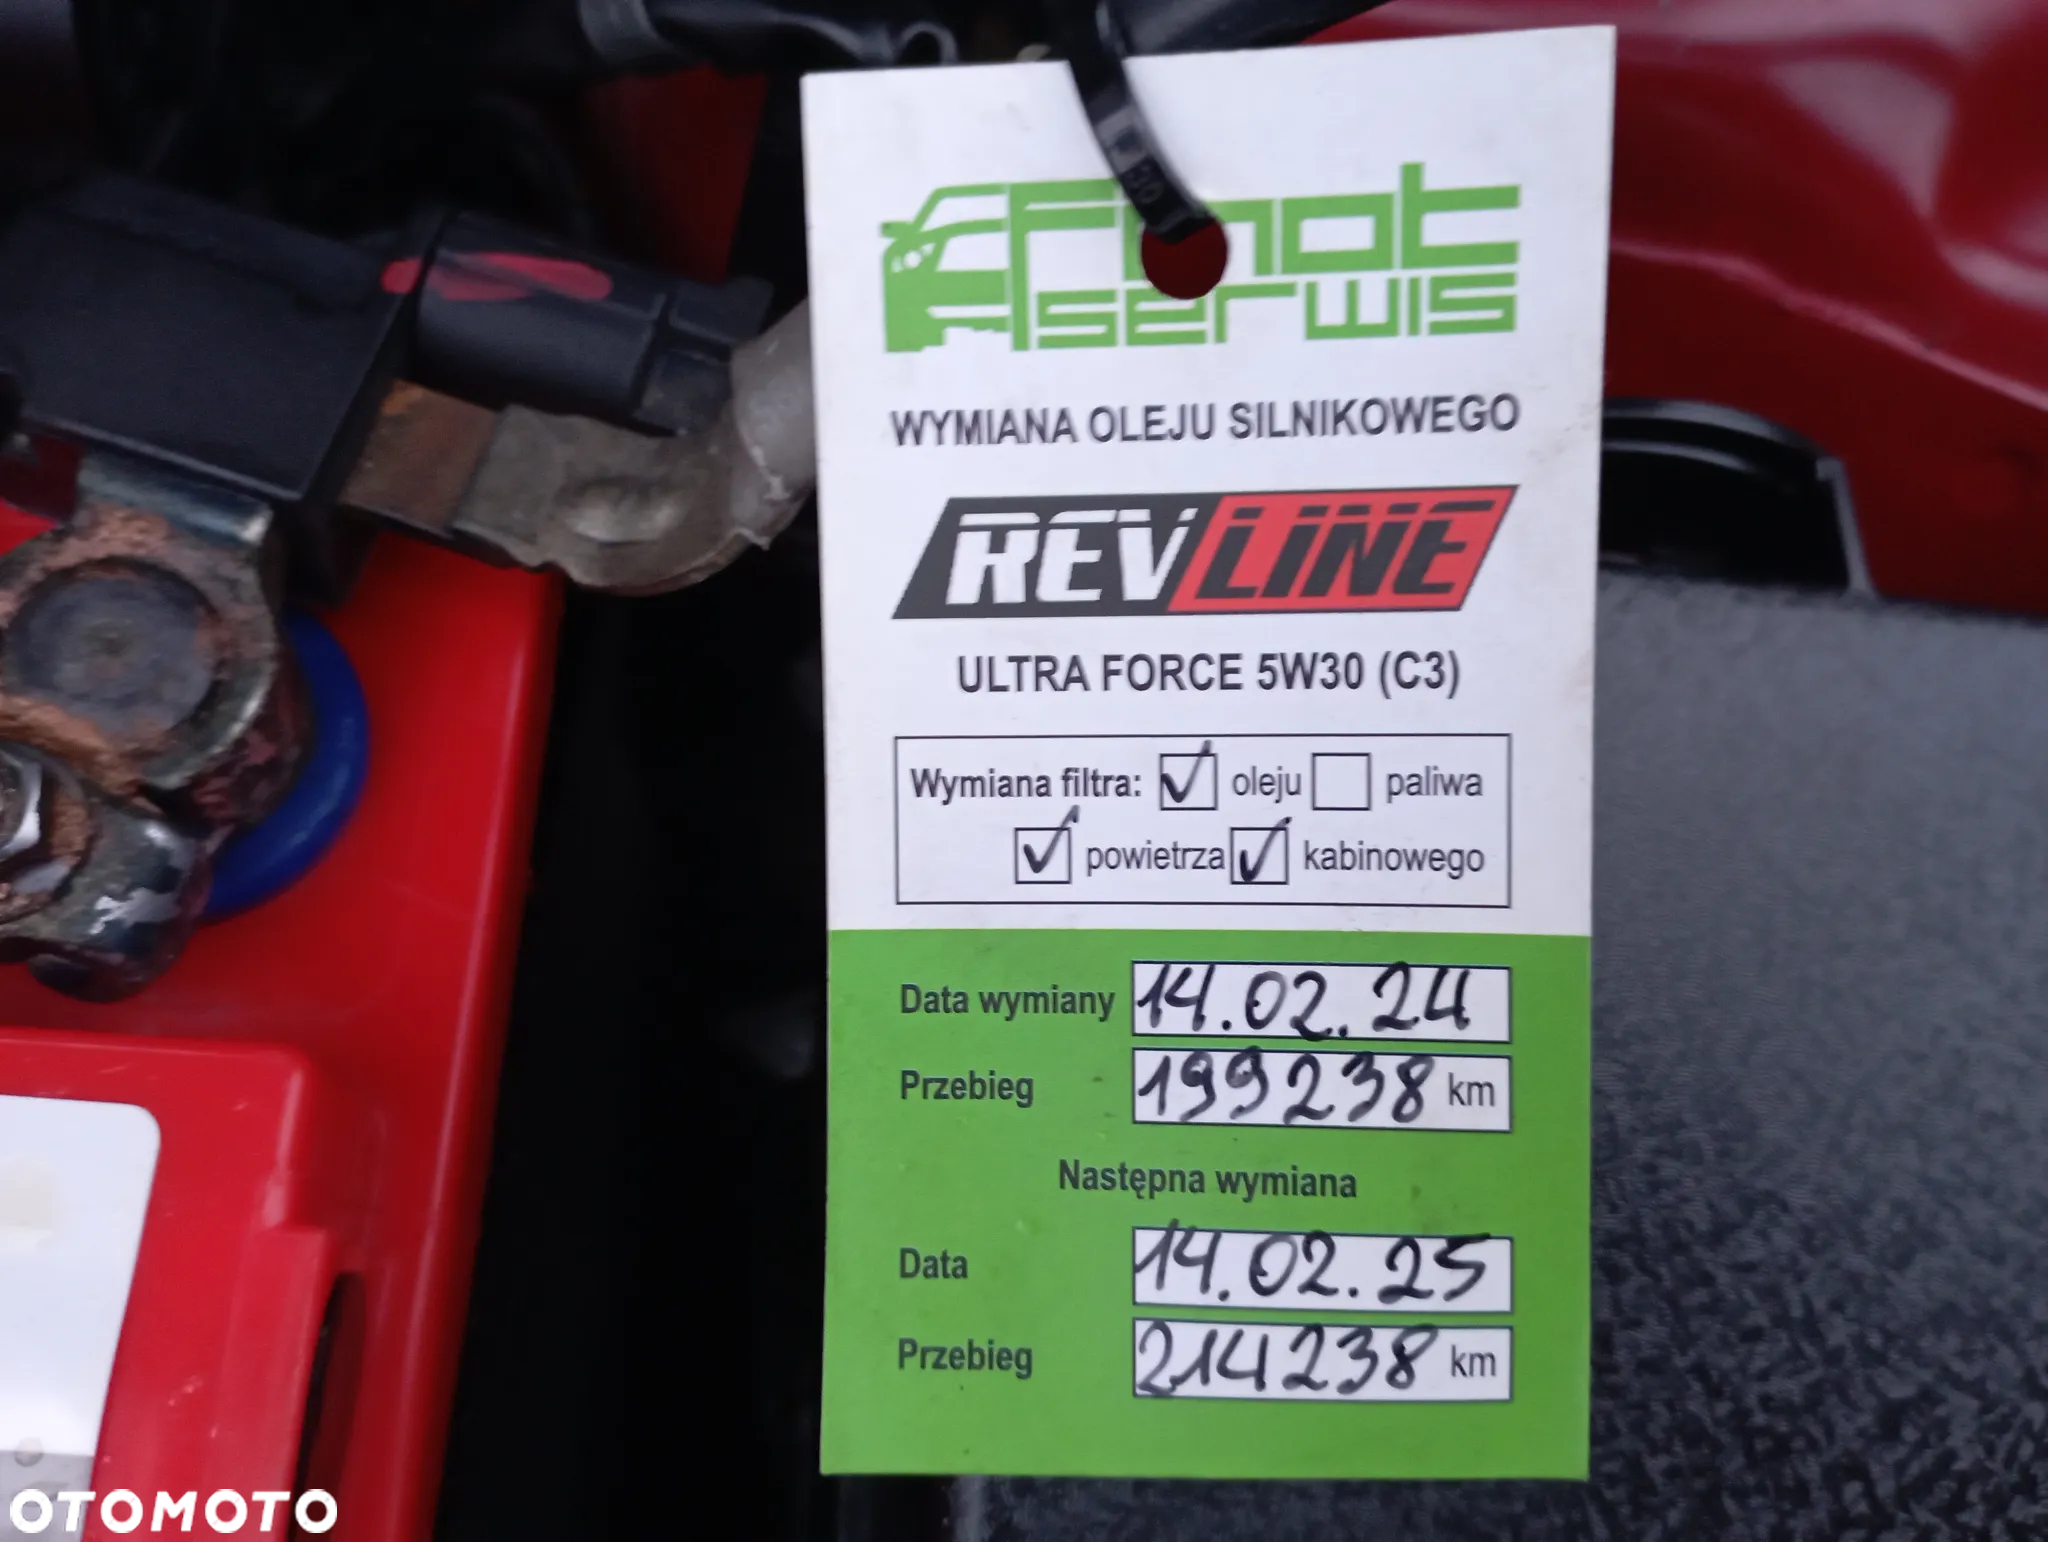 mot
serwis
WYMIANA OLEJU SILNIKOWEGO
REVLINE
ULTRA FORCE 5W30 (C3)
Wymiana filtra: oleju paliwa
powietrza kabinowego
Data wymiany 14.02.24
Przebieg 199238 km
Następna wymiana
Data 14.02.25
Przebieg 214238 km
OTOMOTO